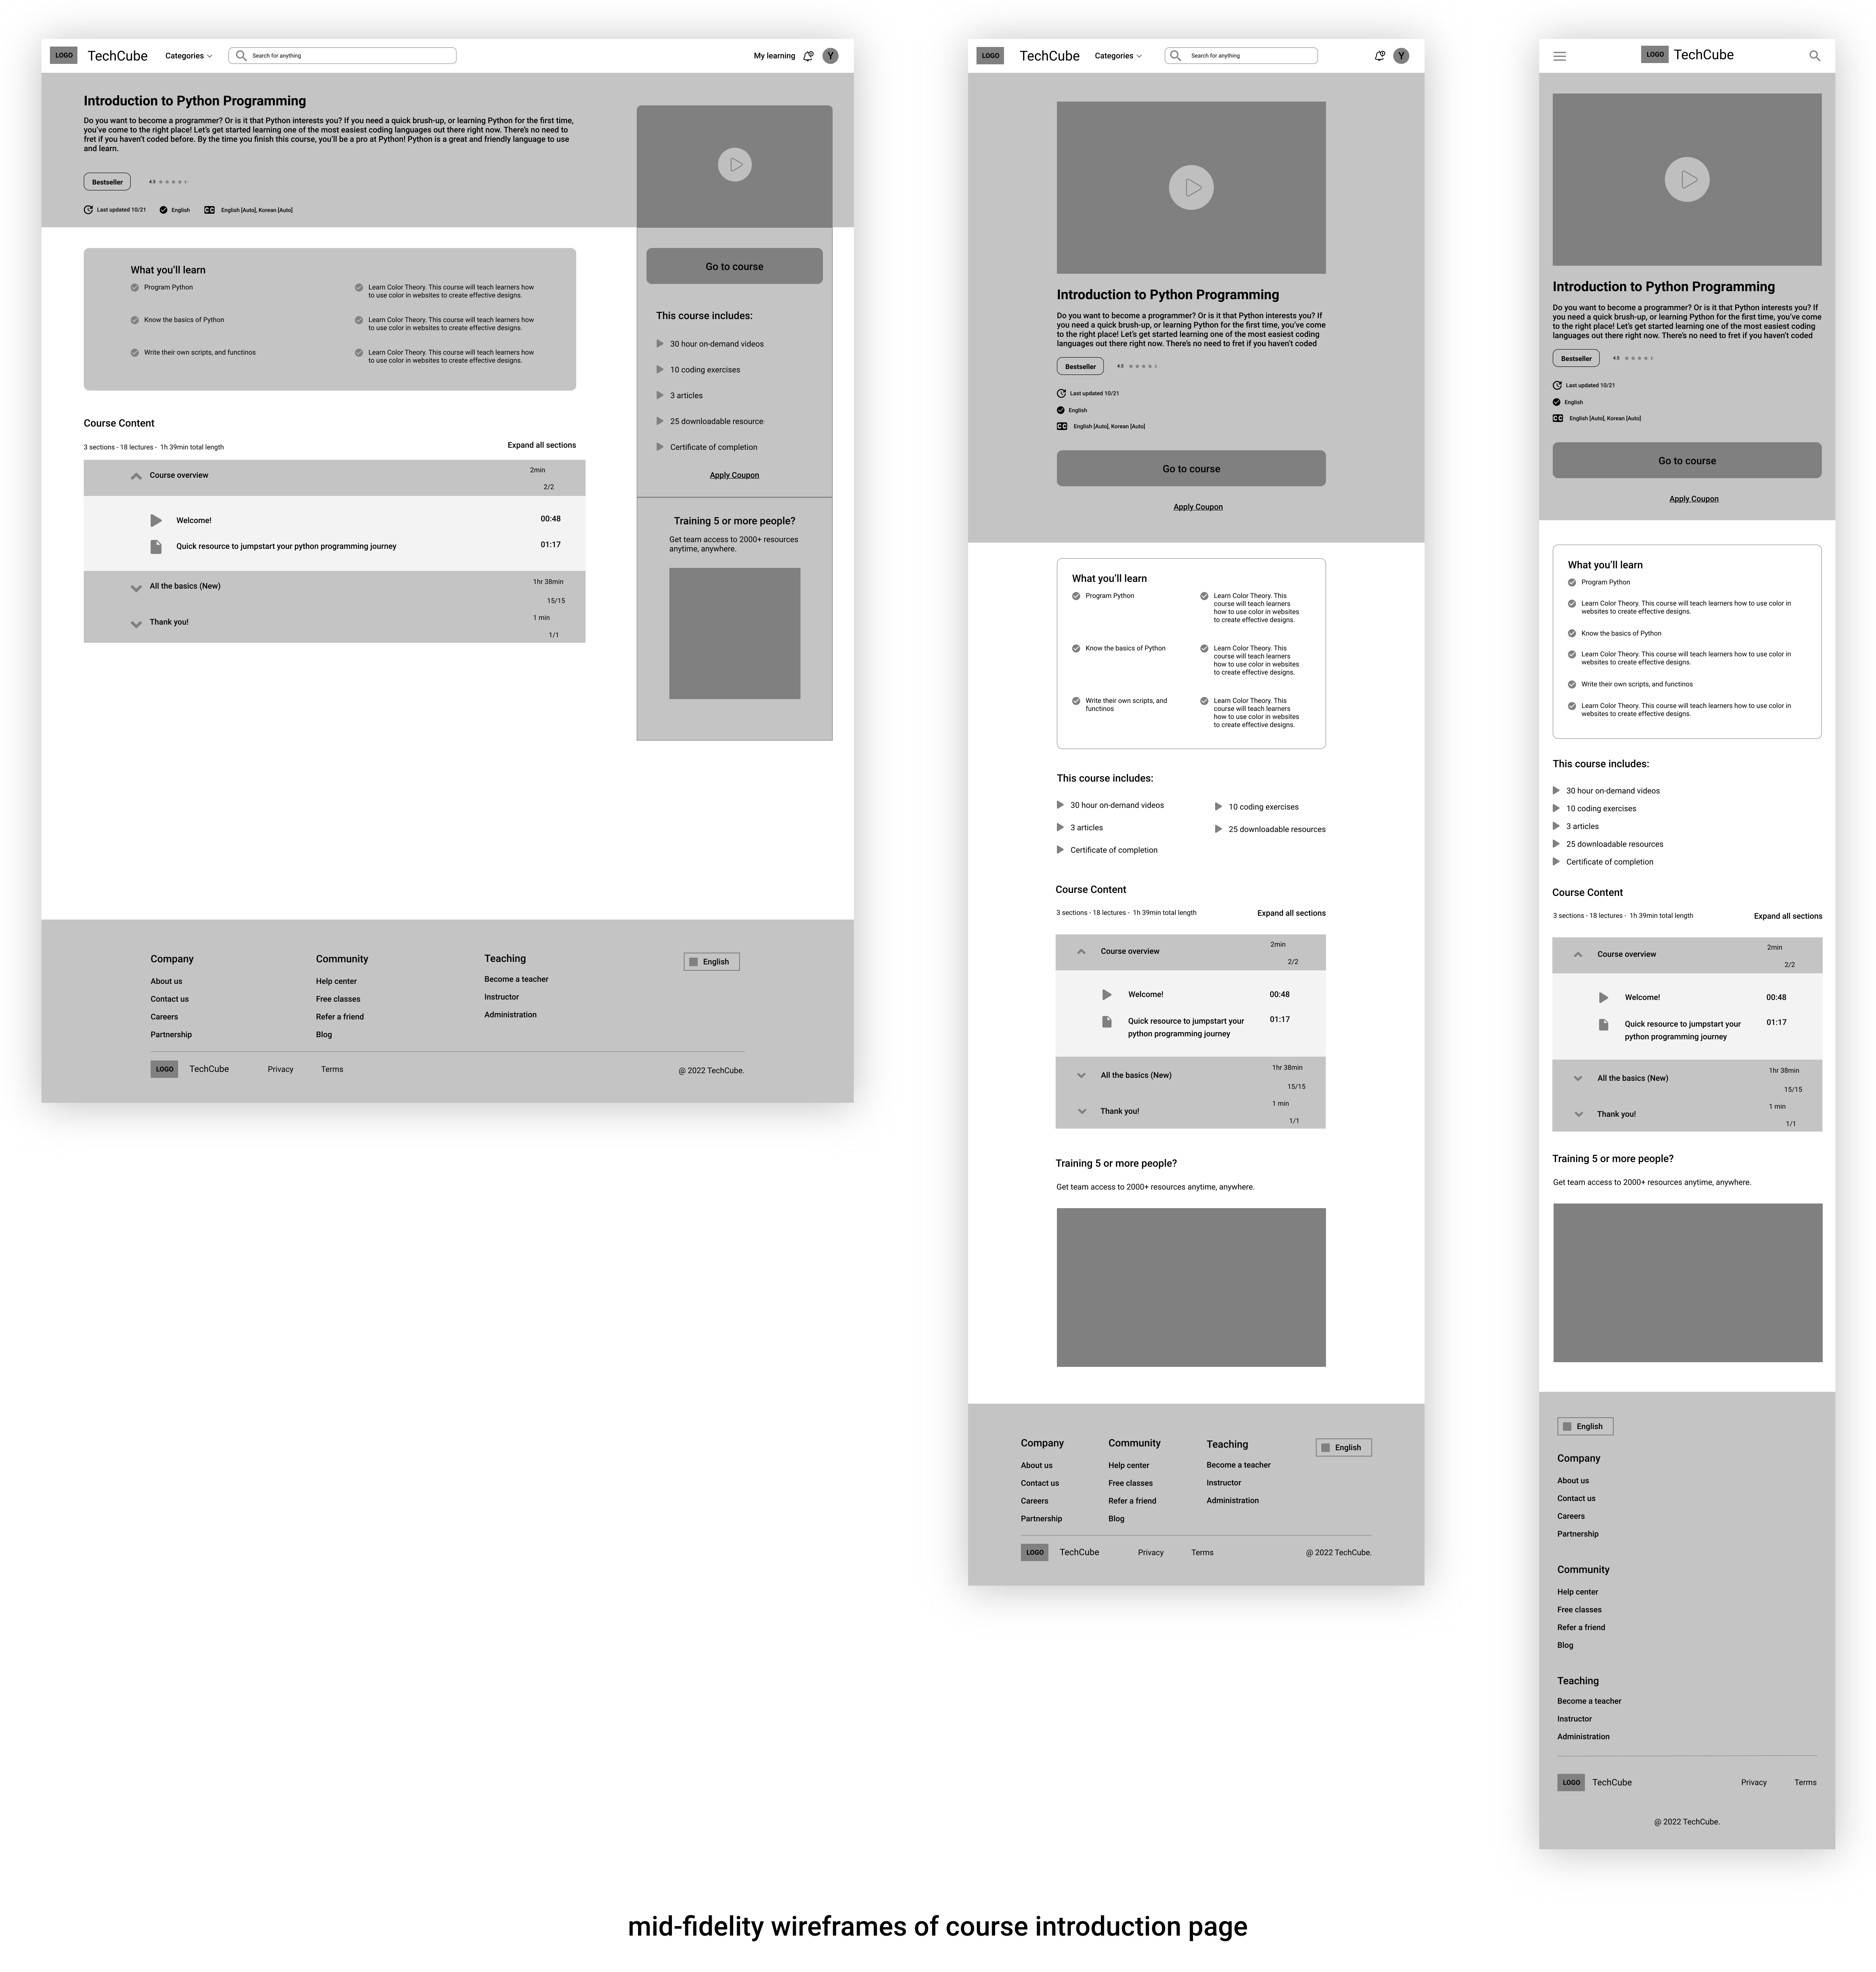 LOGO TechCube Categories Search for anything My learning Y
Introduction to Python Programming
Do you want to become a programmer? Or is it that Python interests you? If you need a quick brush-up, or learning Python for the first time,
you've come to the right place! Let's get started learning one of the most easiest coding languages out there right now. There's no need to
fret if you haven't coded before. By the time you finish this course, you'll be a pro at Python! Python is a great and friendly language to use
and learn.
Bestseller 4.5
Last updated 10/21 English CC English [Auto], Korean [Auto]
What you'll learn
Program Python
Learn Color Theory. This course will teach learners how
to use color in websites to create effective designs.
Know the basics of Python
Learn Color Theory. This course will teach learners how
to use color in websites to create effective designs.
Write their own scripts, and functinos
Learn Color Theory. This course will teach learners how
to use color in websites to create effective designs.
Course Content
3 sections - 18 lectures - 1h 39min total length Expand all sections
Course overview 2min
2/2
Welcome! 00:48
Quick resource to jumpstart your python programming journey 01:17
All the basics (New) 1hr 38min
15/15
Thank you! 1 min
1/1
Go to course
This course includes:
30 hour on-demand videos
10 coding exercises
3 articles
25 downloadable resource
Certificate of completion
Apply Coupon
Training 5 or more people?
Get team access to 2000+ resources
anytime, anywhere.
Company
About us
Contact us
Careers
Partnership
Community
Help center
Free classes
Refer a friend
Blog
Teaching
Become a teacher
Instructor
Administration
English
LOGO TechCube Privacy Terms @ 2022 TechCube.
LOGO TechCube Categories Search for anything Y
Introduction to Python Programming
Do you want to become a programmer? Or is it that Python interests you? If
you need a quick brush-up, or learning Python for the first time, you've come
to the right place! Let's get started learning one of the most easiest coding
languages out there right now. There's no need to fret if you haven't coded
Bestseller 4.5
Last updated 10/21
English
CC English [Auto], Korean [Auto]
Go to course
Apply Coupon
What you'll learn
Program Python
Learn Color Theory. This
course will teach learners
how to use color in websites
to create effective designs.
Know the basics of Python
Learn Color Theory. This
course will teach learners
how to use color in websites
to create effective designs.
Write their own scripts, and
functinos
Learn Color Theory. This
course will teach learners
how to use color in websites
to create effective designs.
This course includes:
30 hour on-demand videos 10 coding exercises
3 articles 25 downloadable resources
Certificate of completion
Course Content
3 sections - 18 lectures - 1h 39min total length Expand all sections
Course overview 2min
2/2
Welcome! 00:48
Quick resource to jumpstart your 01:17
python programming journey
All the basics (New) 1hr 38min
15/15
Thank you! 1 min
1/1
Training 5 or more people?
Get team access to 2000+ resources anytime, anywhere.
Company
About us
Contact us
Careers
Partnership
Community
Help center
Free classes
Refer a friend
Blog
Teaching
Become a teacher
Instructor
Administration
English
LOGO TechCube Privacy Terms @ 2022 TechCube.
LOGO TechCube
Introduction to Python Programming
Do you want to become a programmer? Or is it that Python interests you? If
you need a quick brush-up, or learning Python for the first time, you've come
to the right place! Let's get started learning one of the most easiest coding
languages out there right now. There's no need to fret if you haven't coded
Bestseller 4.5
Last updated 10/21
English
CC English [Auto], Korean [Auto]
Go to course
Apply Coupon
What you'll learn
Program Python
Learn Color Theory. This course will teach learners how to use color in
websites to create effective designs.
Know the basics of Python
Learn Color Theory. This course will teach learners how to use color in
websites to create effective designs.
Write their own scripts, and functinos
Learn Color Theory. This course will teach learners how to use color in
websites to create effective designs.
This course includes:
30 hour on-demand videos
10 coding exercises
3 articles
25 downloadable resources
Certificate of completion
Course Content
3 sections - 18 lectures - 1h 39min total length Expand all sections
Course overview 2min
2/2
Welcome! 00:48
Quick resource to jumpstart your 01:17
python programming journey
All the basics (New) 1hr 38min
15/15
Thank you! 1 min
1/1
Training 5 or more people?
Get team access to 2000+ resources anytime, anywhere.
English
Company
About us
Contact us
Careers
Partnership
Community
Help center
Free classes
Refer a friend
Blog
Teaching
Become a teacher
Instructor
Administration
LOGO TechCube Privacy Terms
@ 2022 TechCube.
mid-fidelity wireframes of course introduction page